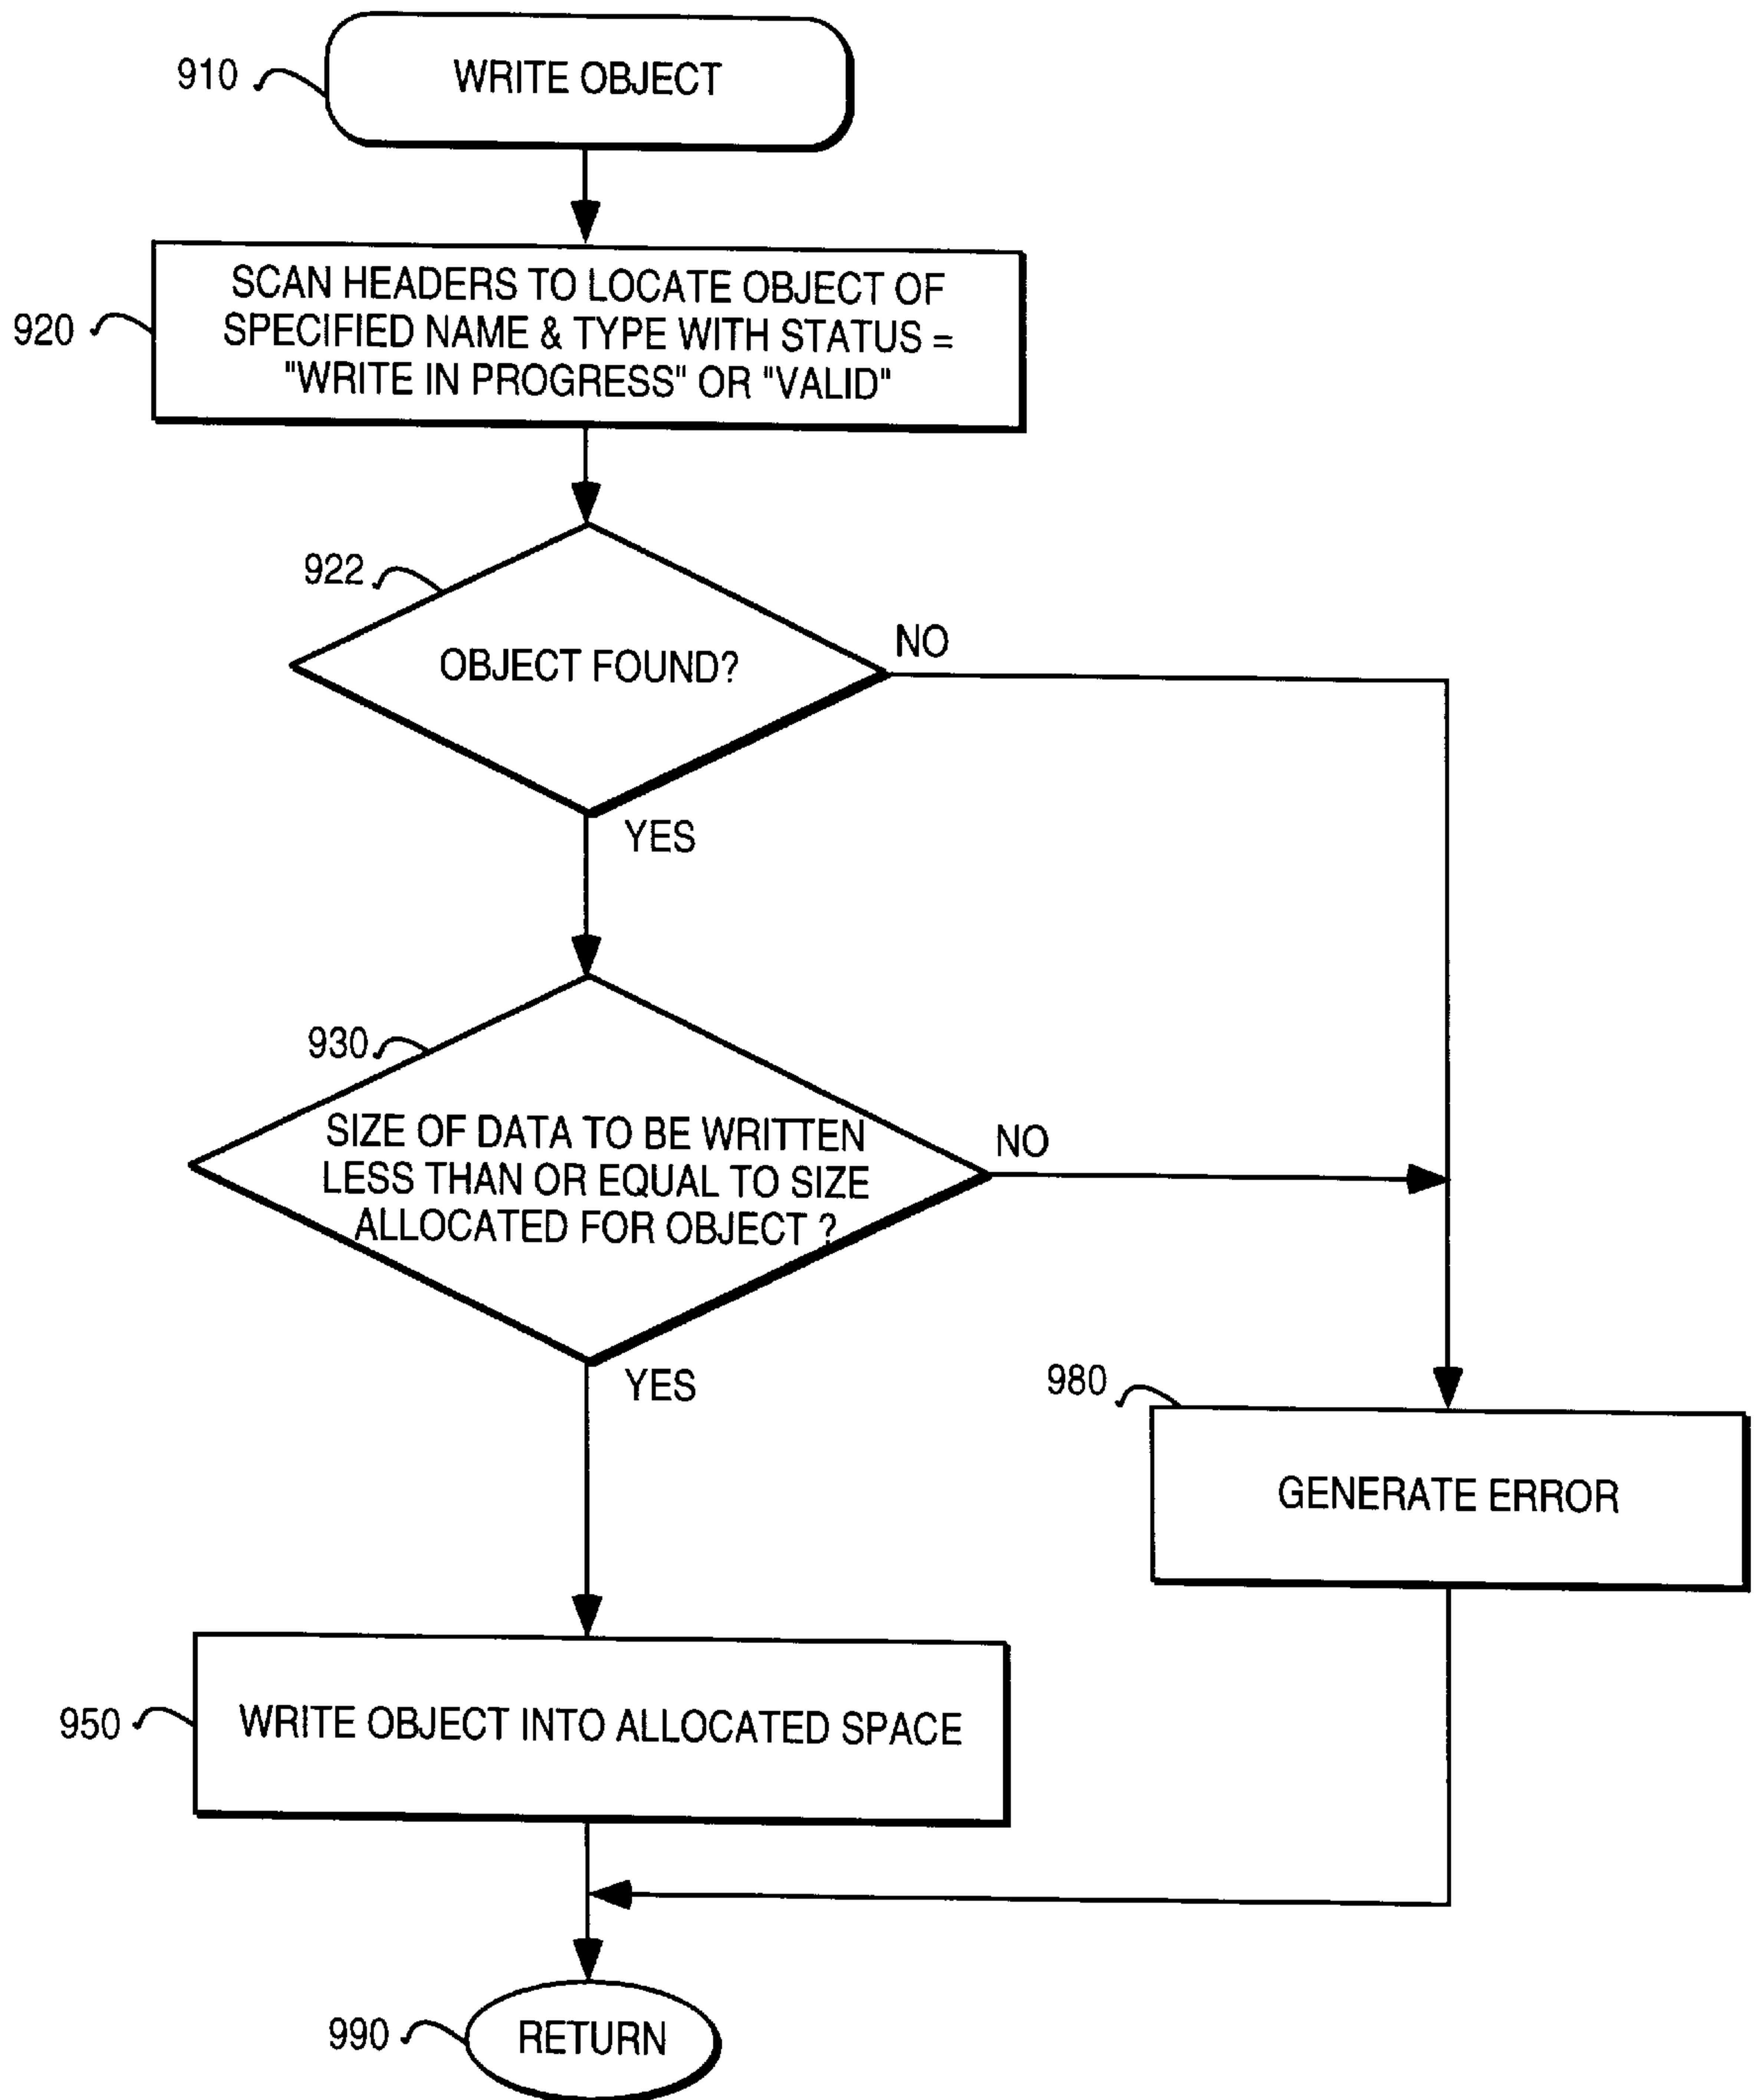 910
WRITE OBJECT
920
SCAN HEADERS TO LOCATE OBJECT OF
SPECIFIED NAME & TYPE WITH STATUS =
"WRITE IN PROGRESS" OR "VALID"
922
OBJECT FOUND?
NO
YES
930
SIZE OF DATA TO BE WRITTEN
LESS THAN OR EQUAL TO SIZE
ALLOCATED FOR OBJECT ?
NO
YES
980
GENERATE ERROR
950
WRITE OBJECT INTO ALLOCATED SPACE
990
RETURN